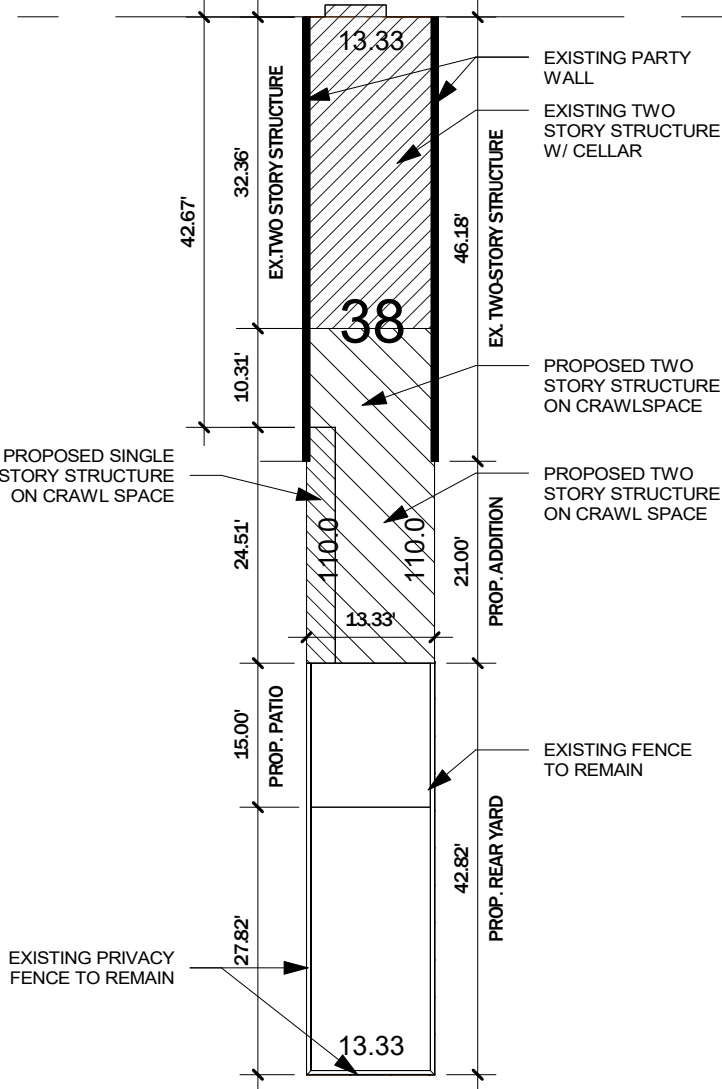 13.33
EXISTING PARTY
WALL
EXISTING TWO
STORY STRUCTURE
W/ CELLAR
EX.TWO STORY STRUCTURE
32.36'
42.67'
46.18'
EX. TWO-STORY STRUCTURE
38
10.31'
PROPOSED TWO
STORY STRUCTURE
ON CRAWLSPACE
PROPOSED SINGLE
STORY STRUCTURE
ON CRAWL SPACE
PROPOSED TWO
STORY STRUCTURE
ON CRAWL SPACE
24.51'
110.0
110.0
21.00'
PROP. ADDITION
13.33'
15.00'
PROP. PATIO
EXISTING FENCE
TO REMAIN
42.82'
PROP. REAR YARD
27.82'
EXISTING PRIVACY
FENCE TO REMAIN
13.33